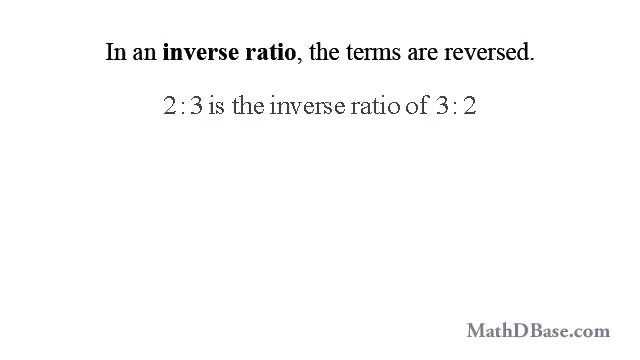 In an inverse ratio, the terms are reversed.
2 : 3 is the inverse ratio of 3 : 2
MathDBase.com